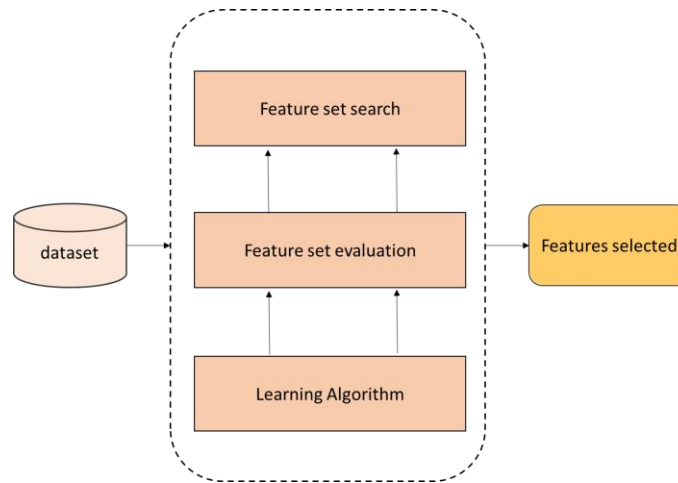 Feature set search
dataset
Feature set evaluation
Features selected
Learning Algorithm